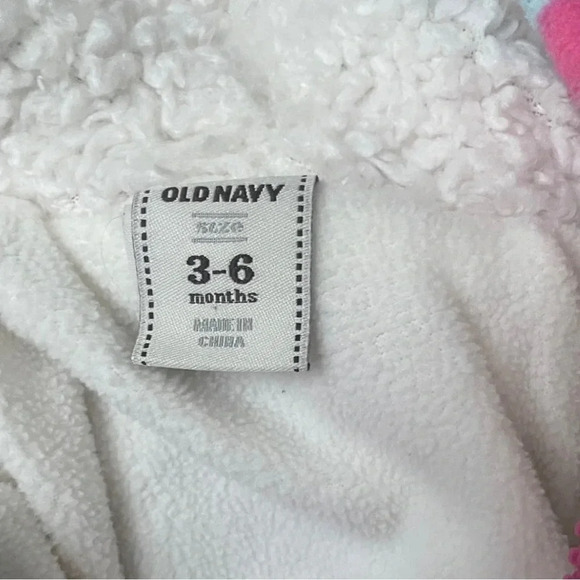 OLD NAVY
SIZE
3-6
months
MADE IN
CHINA